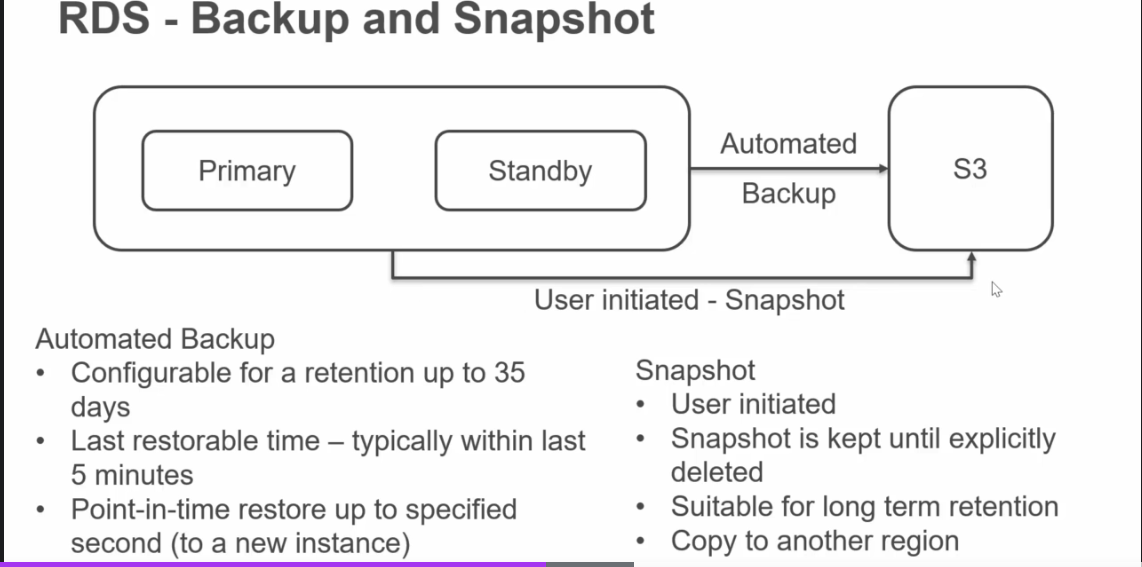 RDS - Backup and Snapshot
Primary
Standby
Automated
Backup
S3
User initiated - Snapshot
Automated Backup
• Configurable for a retention up to 35
days
• Last restorable time – typically within last
5 minutes
• Point-in-time restore up to specified
second (to a new instance)
Snapshot
• User initiated
• Snapshot is kept until explicitly
deleted
• Suitable for long term retention
• Copy to another region